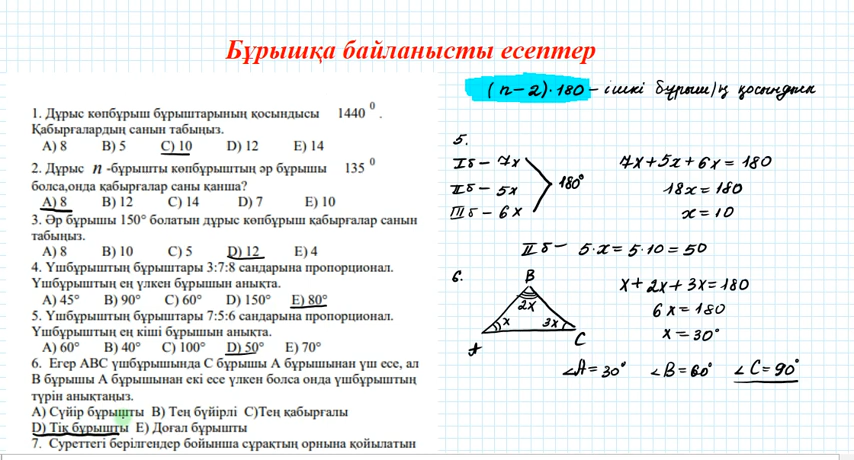 Бұрышқа байланысты есептер
1. Дұрыс көпбұрыш бұрыштарының қосындысы 1440 ⁰ .
Қабырғалардың санын табыңыз.
A) 8 B) 5 C) 10 D) 12 E) 14
2. Дұрыс n -бұрышты көпбұрыштың әр бұрышы 135 ⁰
болса,онда қабырғалар саны қанша?
A) 8 B) 12 C) 14 D) 7 E) 10
3. Әр бұрышы 150° болатын дұрыс көпбұрыш қабырғалар санын
табыңыз.
A) 8 B) 10 C) 5 D) 12 E) 4
4. Үшбұрыштың бұрыштары 3:7:8 сандарына пропорционал.
Үшбұрыштың ең үлкен бұрышын анықта.
A) 45° B) 90° C) 60° D) 150° E) 80°
5. Үшбұрыштың бұрыштары 7:5:6 сандарына пропорционал.
Үшбұрыштың ең кіші бұрышын анықта.
A) 60° B) 40° C) 100° D) 50° E) 70°
6. Егер ABC үшбұрышында С бұрышы А бұрышынан үш есе, ал
В бұрышы А бұрышынан екі есе үлкен болса онда үшбұрыштың
түрін анықтаңыз.
A) Сүйір бұрышты B) Тең бүйірлі C)Тең қабырғалы
D) Тік бұрышты E) Доғал бұрышты
7. Суреттегі берілгендер бойынша сұрақтың орнына қойылатын
(n-2)·180 - ішкі бұрыш/ң қосындысы
5.
I б - 7x
II б - 5x 180°
III б - 6x
7x+5x+6x=180
18x=180
x=10
II б - 5·x=5·10=50
6.
B
2x
x 3x
A C
x+2x+3x=180
6x=180
x=30°
∠A=30° ∠B=60° ∠C=90°